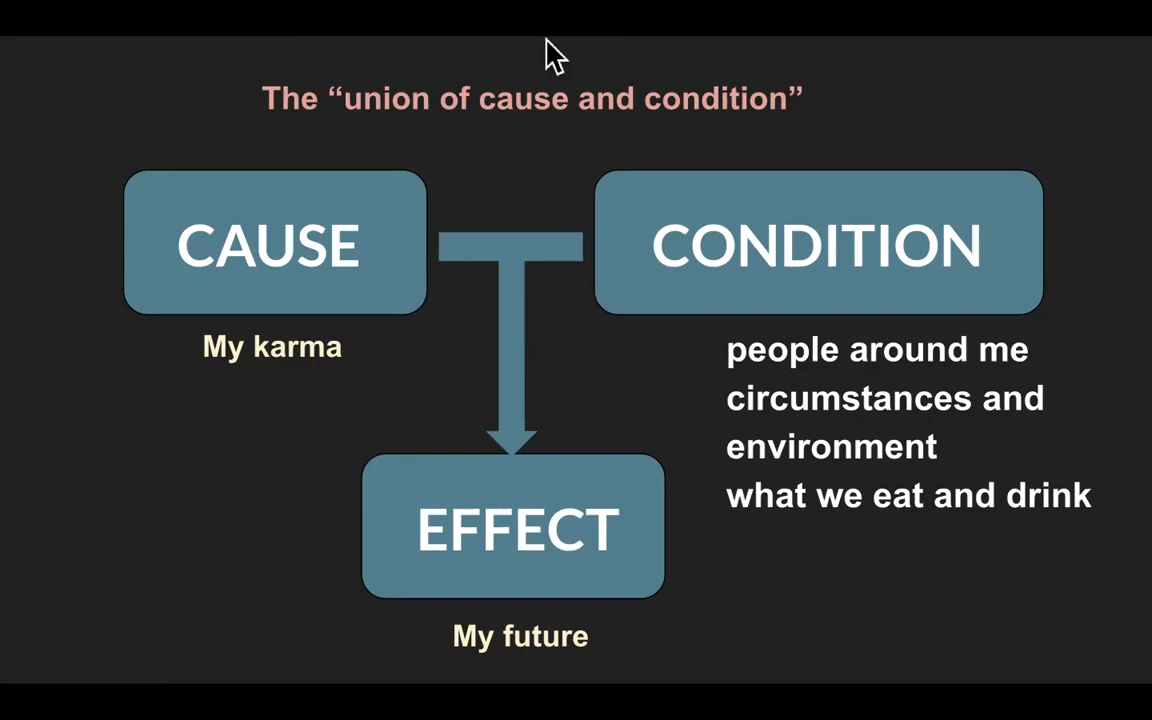 The “union of cause and condition”
CAUSE
CONDITION
My karma
people around me
circumstances and
environment
what we eat and drink
EFFECT
My future